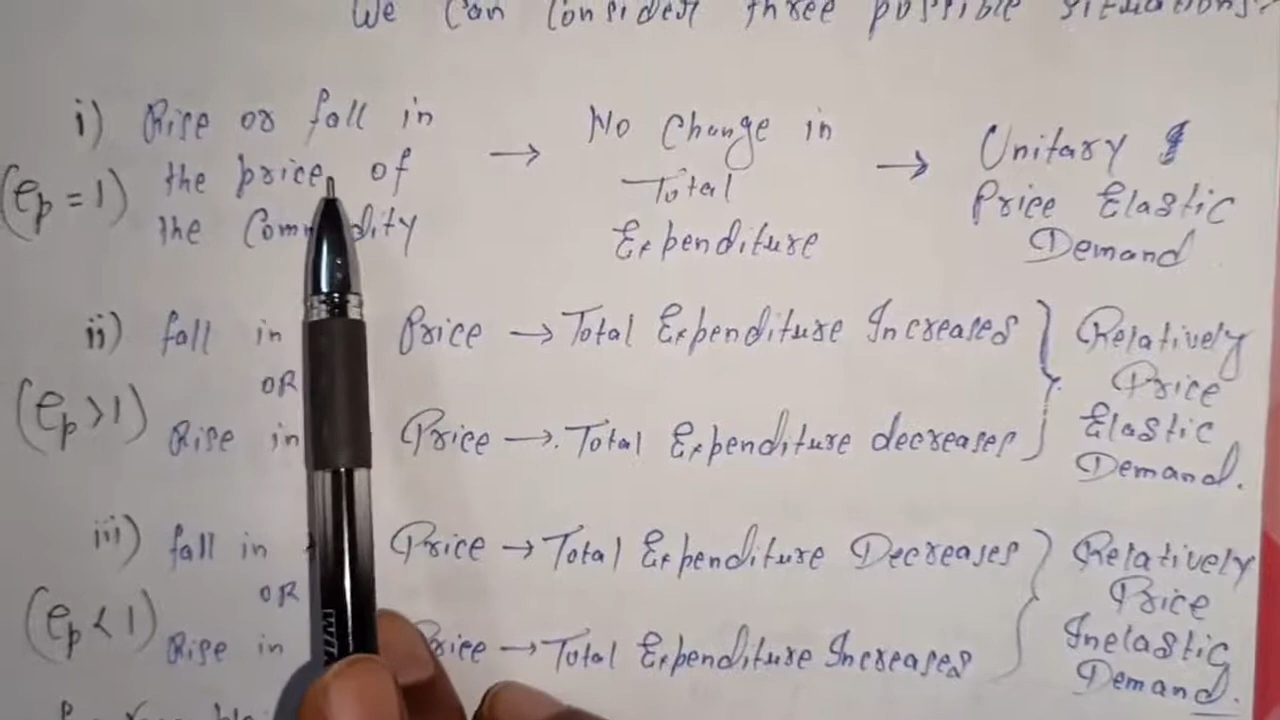 We Can Consider three possible situations:
i) Rise or fall in
the price of
the Commodity
(ep = 1)
→ No Change in
Total
Expenditure
→ Unitary
Price Elastic
Demand
ii) fall in Price → Total Expenditure Increases
OR
(ep > 1)
Rise in Price → Total Expenditure decreases
Relatively
Price
Elastic
Demand.
iii) fall in Price → Total Expenditure Decreases
OR
(ep < 1)
Rise in Price → Total Expenditure Increases
Relatively
Price
Inelastic
Demand.